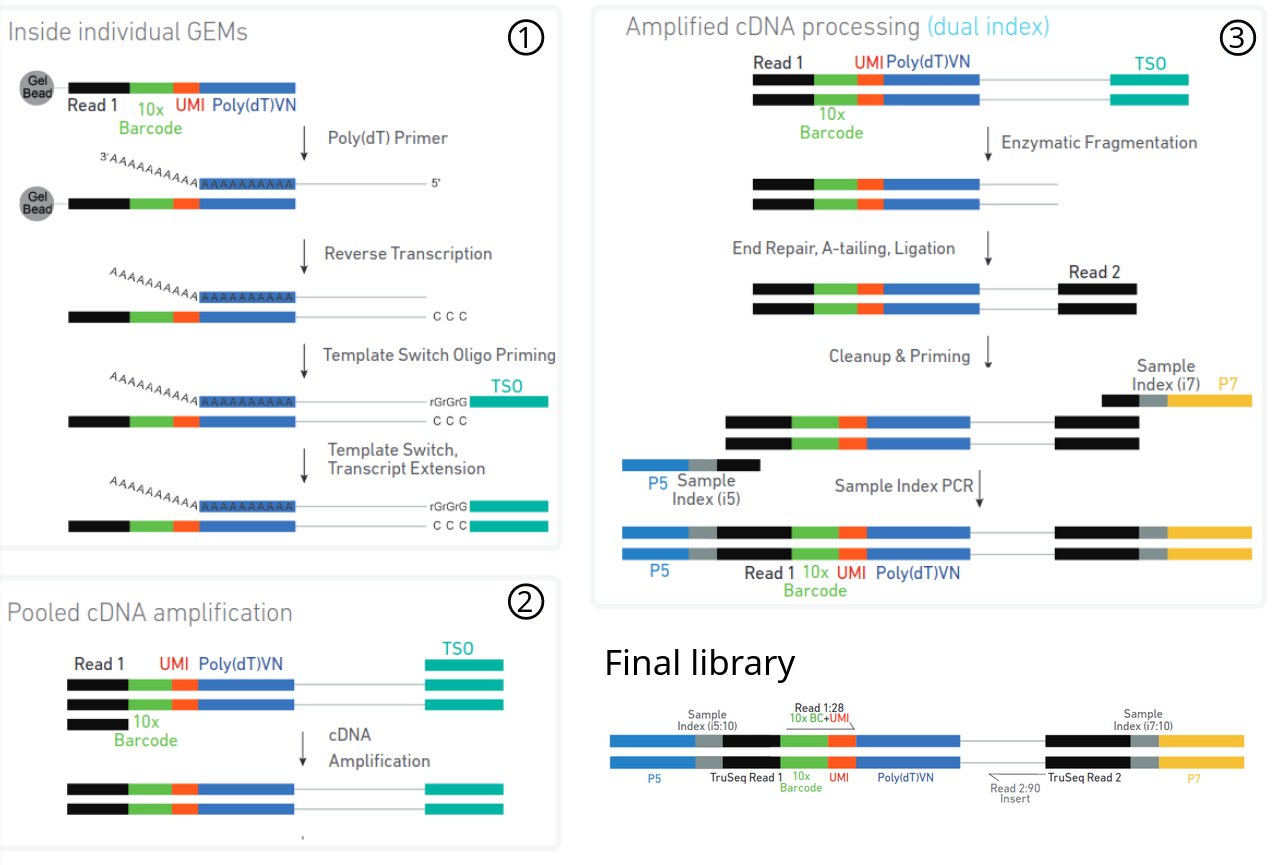 Inside individual GEMs
①
Gel
Bead
Read 1 10x UMI Poly(dT)VN
Barcode
Poly(dT) Primer
3'AAAAAAAAAA AAAAAAAAAA 5'
Gel
Bead
Reverse Transcription
AAAAAAAAAA AAAAAAAAAA
C C C
Template Switch Oligo Priming
TSO
AAAAAAAAAA AAAAAAAAAA rGrGrG
C C C
Template Switch,
Transcript Extension
AAAAAAAAAA AAAAAAAAAA rGrGrG
C C C
Pooled cDNA amplification
②
TSO
Read 1 UMI Poly(dT)VN
10x
Barcode
cDNA
Amplification
Amplified cDNA processing (dual index)
③
Read 1 UMI Poly(dT)VN TSO
10x
Barcode
Enzymatic Fragmentation
End Repair, A-tailing, Ligation
Read 2
Cleanup & Priming
Sample
Index (i7) P7
P5 Sample
Index (i5)
Sample Index PCR
P5 Read 1 10x UMI Poly(dT)VN
Barcode
Final library
Read 1:28
10x BC+UMI
Sample
Index (i5:10)
Sample
Index (i7:10)
P5 TruSeq Read 1 10x UMI Poly(dT)VN TruSeq Read 2 P7
Barcode
Read 2:90
Insert